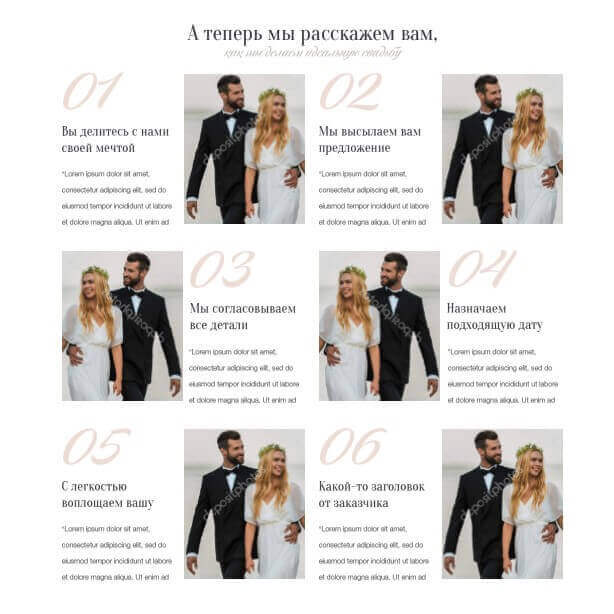 А теперь мы расскажем вам,
как мы делаем идеальную свадьбу
01
Вы делитесь с нами
своей мечтой
"Lorem ipsum dolor sit amet,
consectetur adipiscing elit, sed do
eiusmod tempor incididunt ut labore
et dolore magna aliqua. Ut enim ad
depositphotos
02
Мы высылаем вам
предложение
"Lorem ipsum dolor sit amet,
consectetur adipiscing elit, sed do
eiusmod tempor incididunt ut labore
et dolore magna aliqua. Ut enim ad
depositphotos
03
Мы согласовываем
все детали
"Lorem ipsum dolor sit amet,
consectetur adipiscing elit, sed do
eiusmod tempor incididunt ut labore
et dolore magna aliqua. Ut enim ad
04
Назначаем
подходящую дату
"Lorem ipsum dolor sit amet,
consectetur adipiscing elit, sed do
eiusmod tempor incididunt ut labore
et dolore magna aliqua. Ut enim ad
05
С легкостью
воплощаем вашу
"Lorem ipsum dolor sit amet,
consectetur adipiscing elit, sed do
eiusmod tempor incididunt ut labore
et dolore magna aliqua. Ut enim ad
depositphotos
06
Какой-то заголовок
от заказчика
"Lorem ipsum dolor sit amet,
consectetur adipiscing elit, sed do
eiusmod tempor incididunt ut labore
et dolore magna aliqua. Ut enim ad
depositphotos